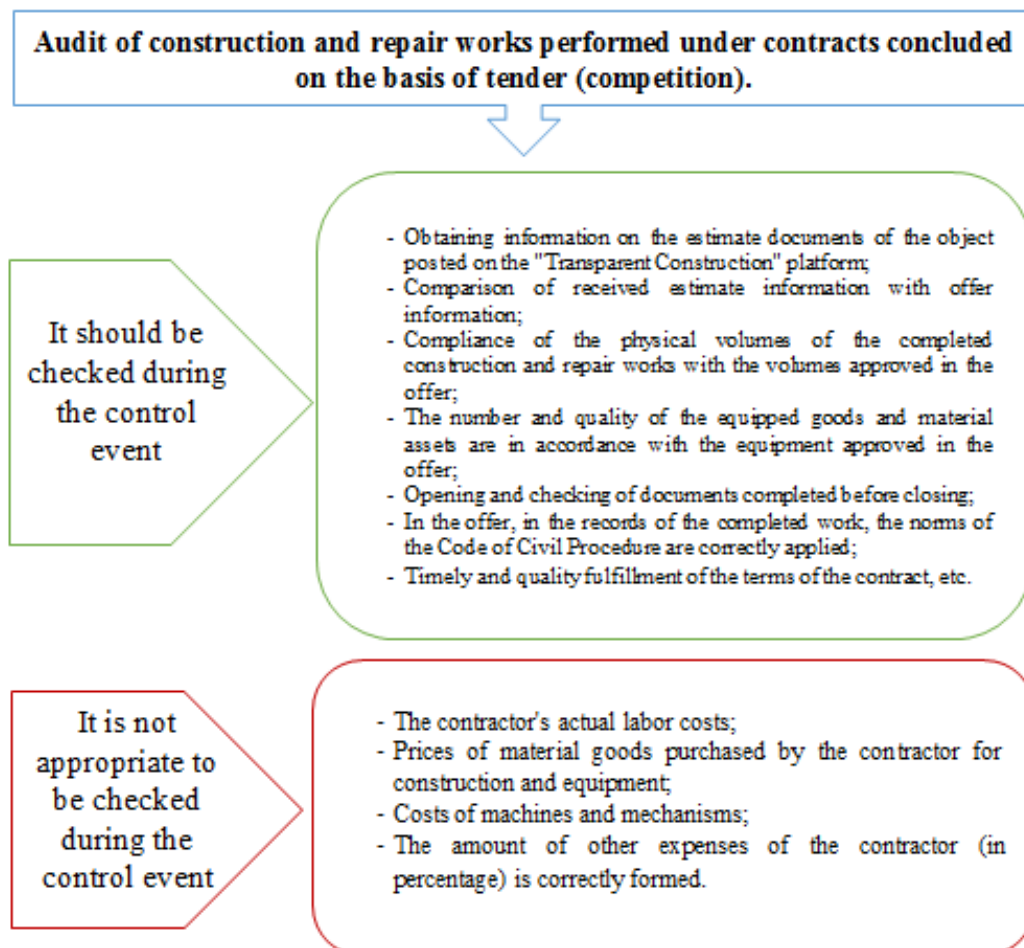 Audit of construction and repair works performed under contracts concluded
on the basis of tender (competition).
It should be
checked during
the control
event
- Obtaining information on the estimate documents of the object
posted on the "Transparent Construction" platform;
- Comparison of received estimate information with offer
information;
- Compliance of the physical volumes of the completed
construction and repair works with the volumes approved in the
offer;
- The number and quality of the equipped goods and material
assets are in accordance with the equipment approved in the
offer;
- Opening and checking of documents completed before closing;
- In the offer, in the records of the completed work, the norms of
the Code of Civil Procedure are correctly applied;
- Timely and quality fulfillment of the terms of the contract, etc.
It is not
appropriate to
be checked
during the
control event
- The contractor's actual labor costs;
- Prices of material goods purchased by the contractor for
construction and equipment;
- Costs of machines and mechanisms;
- The amount of other expenses of the contractor (in
percentage) is correctly formed.